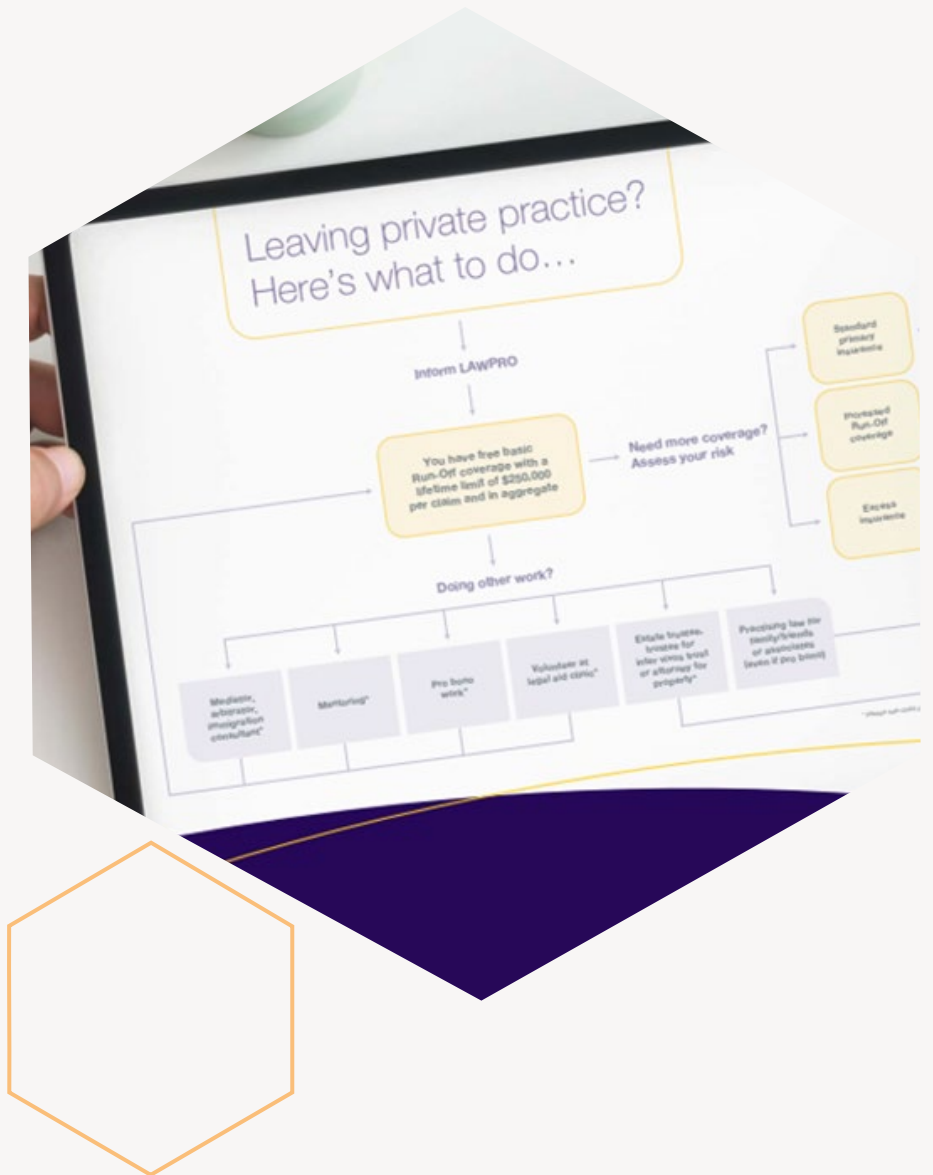 Leaving private practice?
Here's what to do...
Inform LAWPRO
You have free basic
Run-Off coverage with a
lifetime limit of $250,000
per claim and in aggregate
Need more coverage?
Assess your risk
Standard
primary
insurance
Increased
Run-Off
coverage
Excess
insurance
Doing other work?
Mediator,
arbitrator,
immigration
consultant*
Mentoring*
Pro bono
work*
Volunteer at
legal aid clinic*
Estate trustee,
trustee for
inter vivos trust
or attorney for
property*
Practising law for
family/friends
or associates
(even if pro bono)